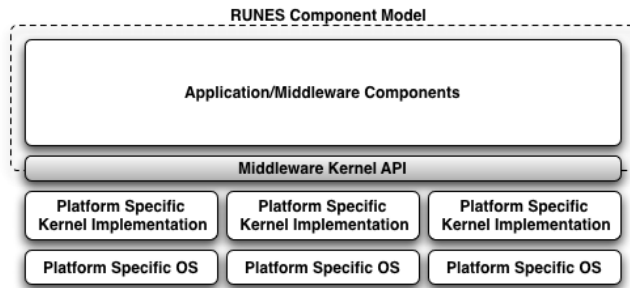 RUNES Component Model
Application/Middleware Components
Middleware Kernel API
Platform Specific
Kernel Implementation
Platform Specific
Kernel Implementation
Platform Specific
Kernel Implementation
Platform Specific OS
Platform Specific OS
Platform Specific OS